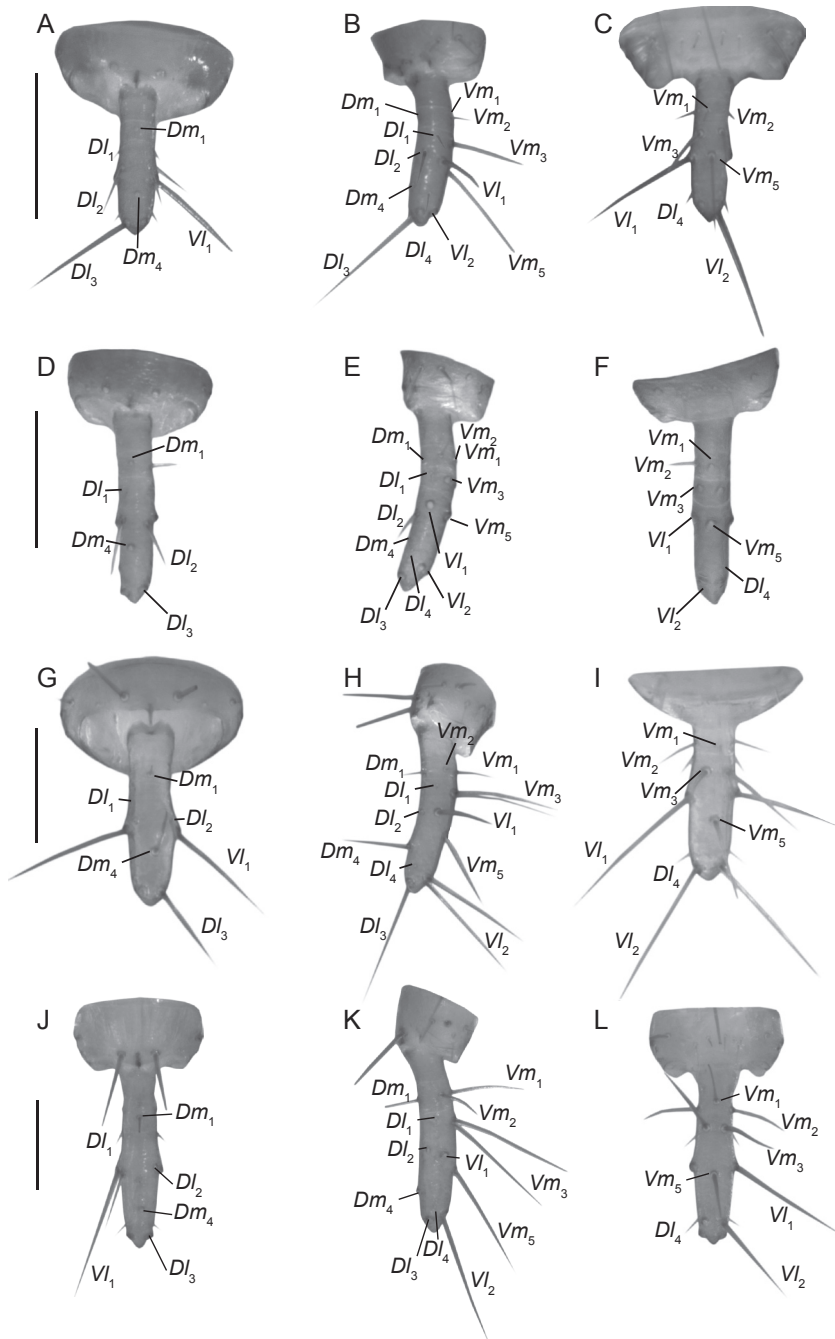 A
Dm₁
Dl₁
Dl₂
Vl₁
Dm₄
Dl₃
B
Vm₁
Dm₁
Vm₂
Dl₁
Vm₃
Dl₂
Vl₁
Dm₄
Dl₄
Vl₂
Vm₅
Dl₃
C
Vm₁
Vm₂
Vm₃
Vm₅
Dl₄
Vl₁
Vl₂
D
Dm₁
Dl₁
Dm₄
Dl₂
Dl₃
E
Vm₂
Dm₁
Vm₁
Dl₁
Vm₃
Dl₂
Vm₅
Dm₄
Vl₁
Vl₂
Dl₄
Dl₃
F
Vm₁
Vm₂
Vm₃
Vl₁
Vm₅
Dl₄
Vl₂
G
Dm₁
Dl₁
Dl₂
Dm₄
Vl₁
Dl₃
H
Vm₂
Dm₁
Vm₁
Dl₁
Vm₃
Dl₂
Vl₁
Dm₄
Vm₅
Dl₄
Dl₃
Vl₂
I
Vm₁
Vm₂
Vm₃
Vm₅
Vl₁
Dl₄
Vl₂
J
Dm₁
Dl₁
Dl₂
Dm₄
Vl₁
Dl₃
K
Vm₁
Dm₁
Vm₂
Dl₁
Dl₂
Vl₁
Vm₃
Dm₄
Vm₅
Dl₄
Dl₃
Vl₂
L
Vm₁
Vm₂
Vm₃
Vm₅
Vl₁
Dl₄
Vl₂